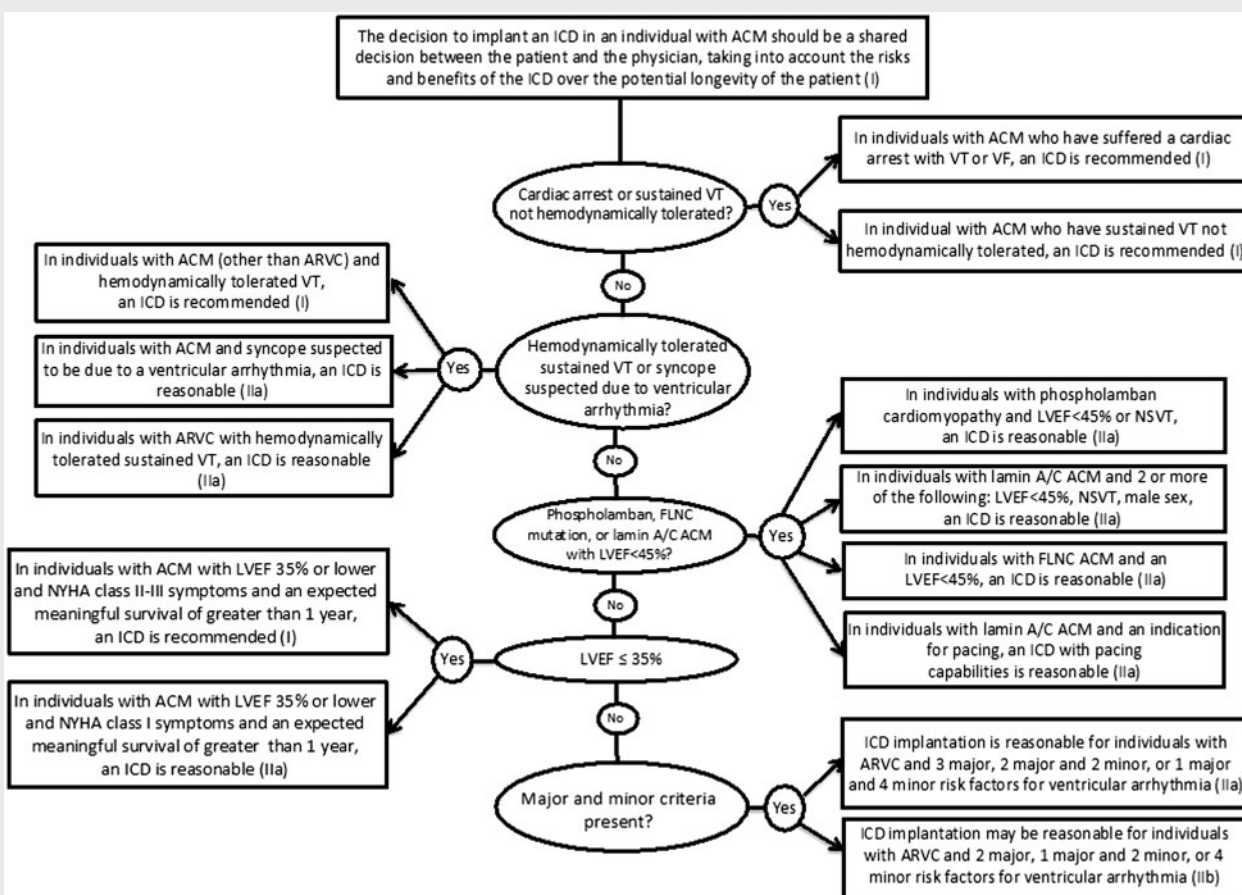 The decision to implant an ICD in an individual with ACM should be a shared
decision between the patient and the physician, taking into account the risks
and benefits of the ICD over the potential longevity of the patient (I)
Cardiac arrest or sustained VT
not hemodynamically tolerated?
Yes
In individuals with ACM who have suffered a cardiac
arrest with VT or VF, an ICD is recommended (I)
In individual with ACM who have sustained VT not
hemodynamically tolerated, an ICD is recommended (I)
No
Hemodynamically tolerated
sustained VT or syncope
suspected due to ventricular
arrhythmia?
Yes
In individuals with ACM (other than ARVC) and
hemodynamically tolerated VT,
an ICD is recommended (I)
In individuals with ACM and syncope suspected
to be due to a ventricular arrhythmia, an ICD is
reasonable (IIa)
In individuals with ARVC with hemodynamically
tolerated sustained VT, an ICD is reasonable
(IIa)
No
Phospholamban, FLNC
mutation, or lamin A/C ACM
with LVEF<45%?
Yes
In individuals with phospholamban
cardiomyopathy and LVEF<45% or NSVT,
an ICD is reasonable (IIa)
In individuals with lamin A/C ACM and 2 or more
of the following: LVEF<45%, NSVT, male sex,
an ICD is reasonable (IIa)
In individuals with FLNC ACM and an
LVEF<45%, an ICD is reasonable (IIa)
In individuals with lamin A/C ACM and an indication
for pacing, an ICD with pacing
capabilities is reasonable (IIa)
No
LVEF ≤ 35%
Yes
In individuals with ACM with LVEF 35% or lower
and NYHA class II-III symptoms and an expected
meaningful survival of greater than 1 year,
an ICD is recommended (I)
In individuals with ACM with LVEF 35% or lower
and NYHA class I symptoms and an expected
meaningful survival of greater than 1 year,
an ICD is reasonable (IIa)
No
Major and minor criteria
present?
Yes
ICD implantation is reasonable for individuals with
ARVC and 3 major, 2 major and 2 minor, or 1 major
and 4 minor risk factors for ventricular arrhythmia (IIa)
ICD implantation may be reasonable for individuals
with ARVC and 2 major, 1 major and 2 minor, or 4
minor risk factors for ventricular arrhythmia (IIb)